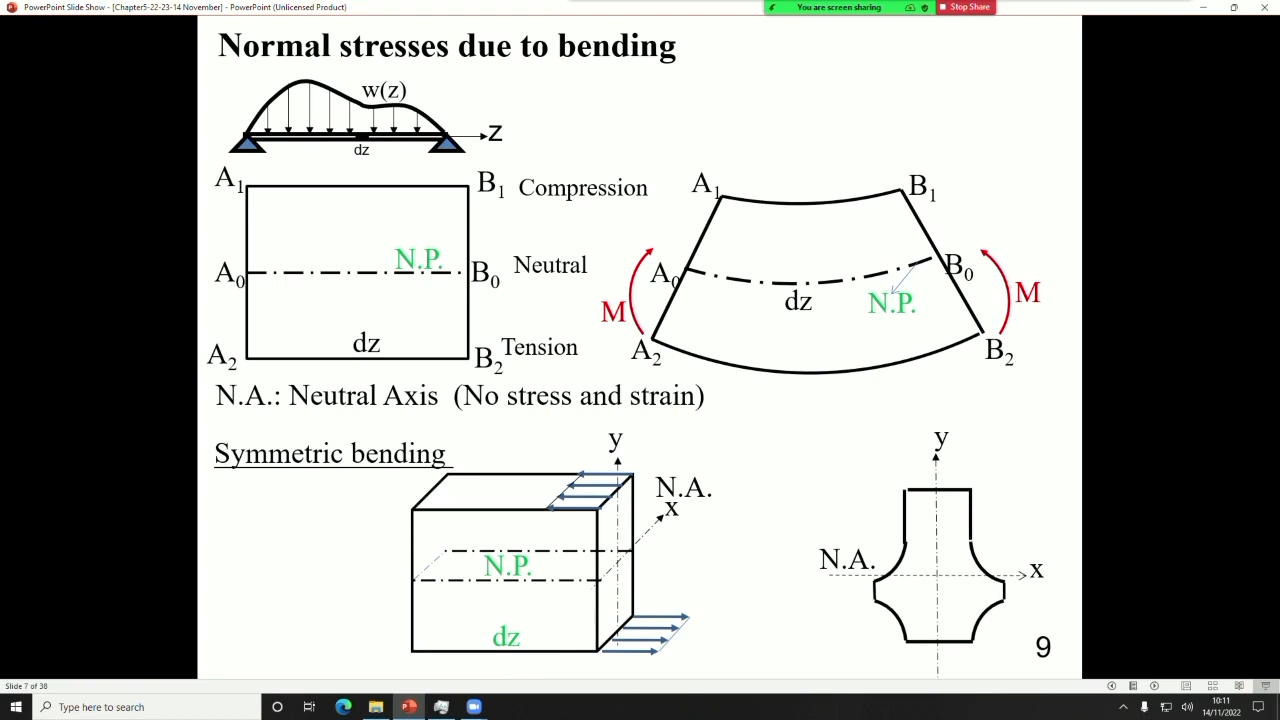 PowerPoint Slide Show - [Chapter5-22-23-14 November] - PowerPoint (Unlicensed Product)
You are screen sharing
Stop Share
Normal stresses due to bending
w(z)
z
dz
A1
B1 Compression
A1
B1
N.P.
A0
B0 Neutral
A0
B0
M
dz
N.P.
M
dz
A2
B2 Tension
A2
B2
N.A.: Neutral Axis (No stress and strain)
Symmetric bending
y
N.A.
x
N.P.
dz
y
N.A.
x
9
Slide 7 of 38
Type here to search
10:11
14/11/2022